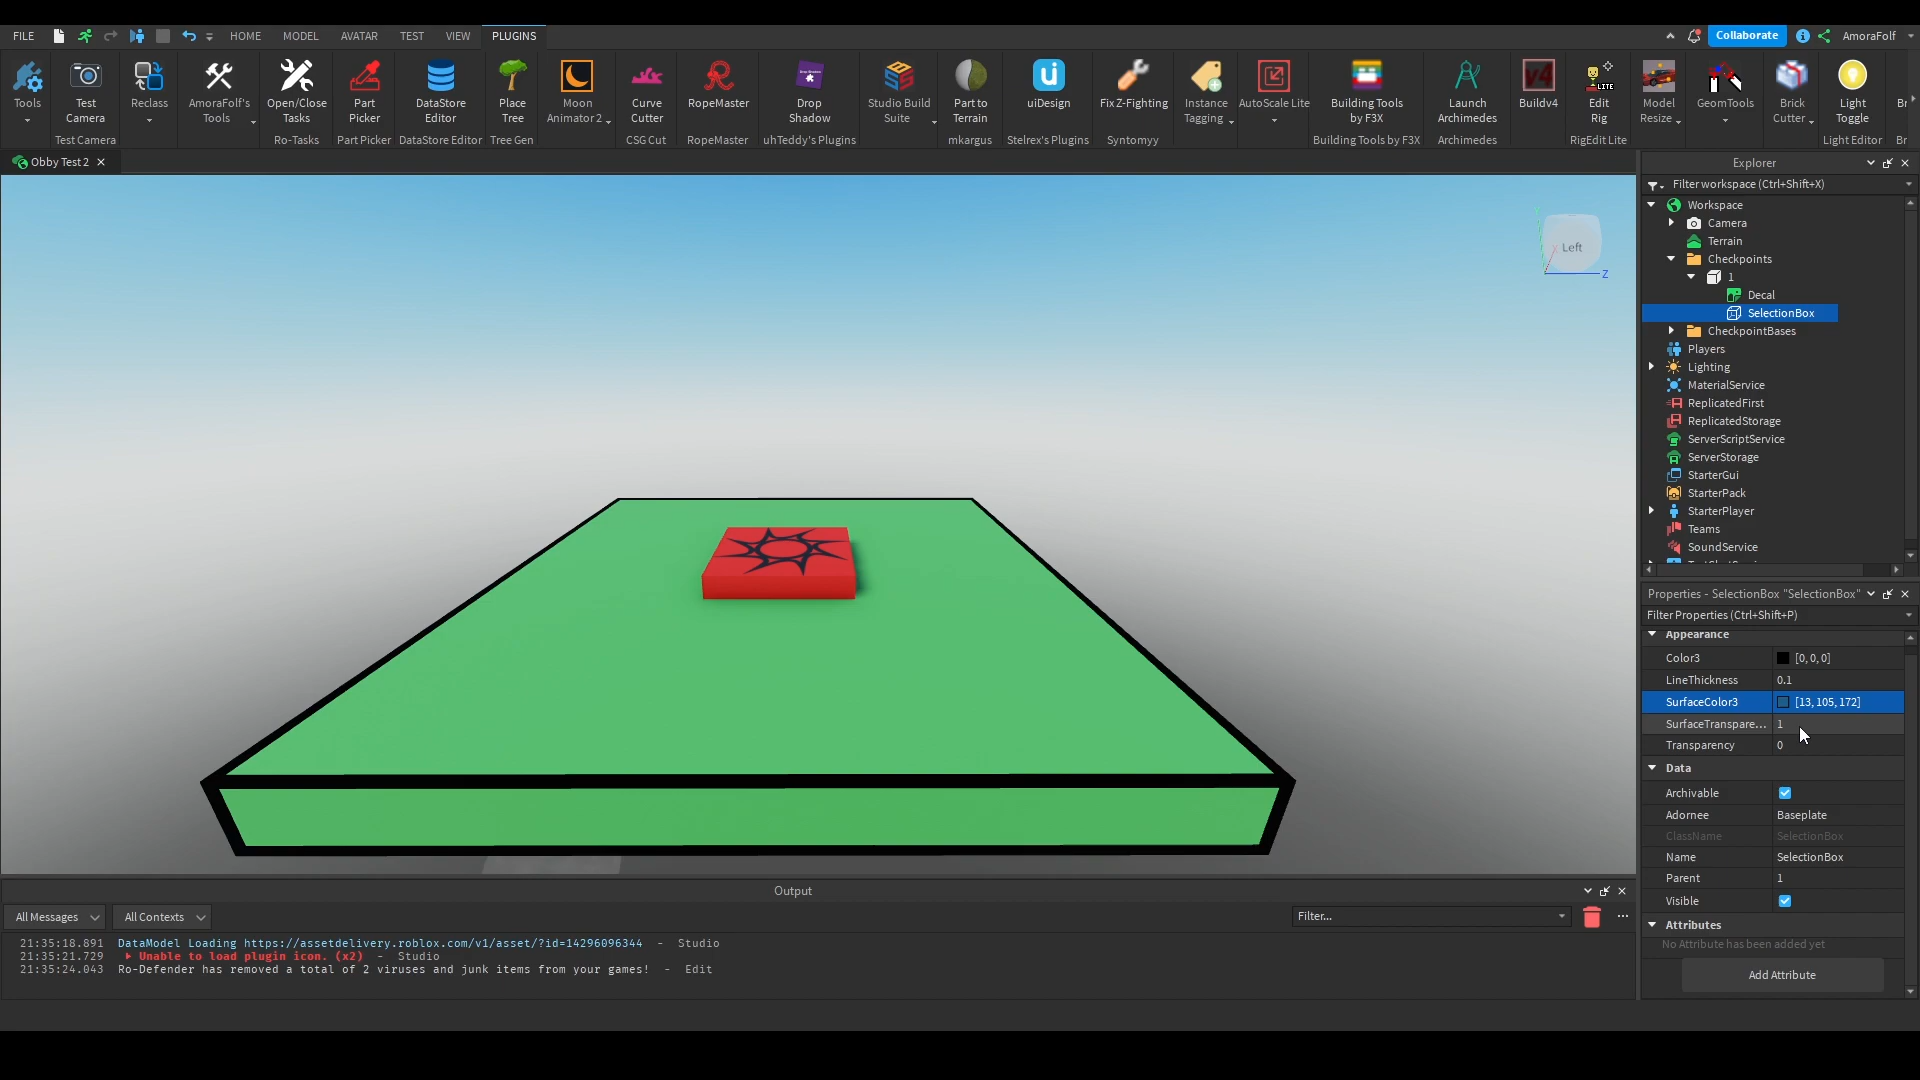 FILE HOME MODEL AVATAR TEST VIEW PLUGINS Collaborate AmoraFolf
Tools
Test Camera
Test Camera
Reclass
AmoraFolf's Tools
Open/Close Tasks
Ro-Tasks
Part Picker
Part Picker
DataStore Editor
DataStore Editor
Place Tree
Tree Gen
Moon Animator 2
Curve Cutter
CSG Cut
RopeMaster
RopeMaster
Drop Shadow
uhTeddy's Plugins
Studio Build Suite
Part to Terrain
mkargus
uiDesign
Stelrex's Plugins
Fix Z-Fighting
Syntomyy
Instance Tagging
AutoScale Lite
Building Tools by F3X
Building Tools by F3X
Launch Archimedes
Archimedes
v4
Buildv4
LITE
Edit Rig
RigEdit Lite
Model Resize
GeomTools
Brick Cutter
Light Toggle
Light Editor
Obby Test 2
Left
Z
Explorer
Filter workspace (Ctrl+Shift+X)
Workspace
Camera
Terrain
Checkpoints
1
Decal
SelectionBox
CheckpointBases
Players
Lighting
MaterialService
ReplicatedFirst
ReplicatedStorage
ServerScriptService
ServerStorage
StarterGui
StarterPack
StarterPlayer
Teams
SoundService
Properties - SelectionBox "SelectionBox"
Filter Properties (Ctrl+Shift+P)
Appearance
Color3 [0, 0, 0]
LineThickness 0.1
SurfaceColor3 [13, 105, 172]
SurfaceTranspare... 1
Transparency 0
Data
Archivable
Adornee Baseplate
ClassName SelectionBox
Name SelectionBox
Parent 1
Visible
Attributes
No Attribute has been added yet
Add Attribute
Output
All Messages All Contexts Filter...
21:35:18.891 DataModel Loading https://assetdelivery.roblox.com/v1/asset/?id=14296096344 - Studio
21:35:21.729 Unable to load plugin icon. (x2) - Studio
21:35:24.043 Ro-Defender has removed a total of 2 viruses and junk items from your games! - Edit